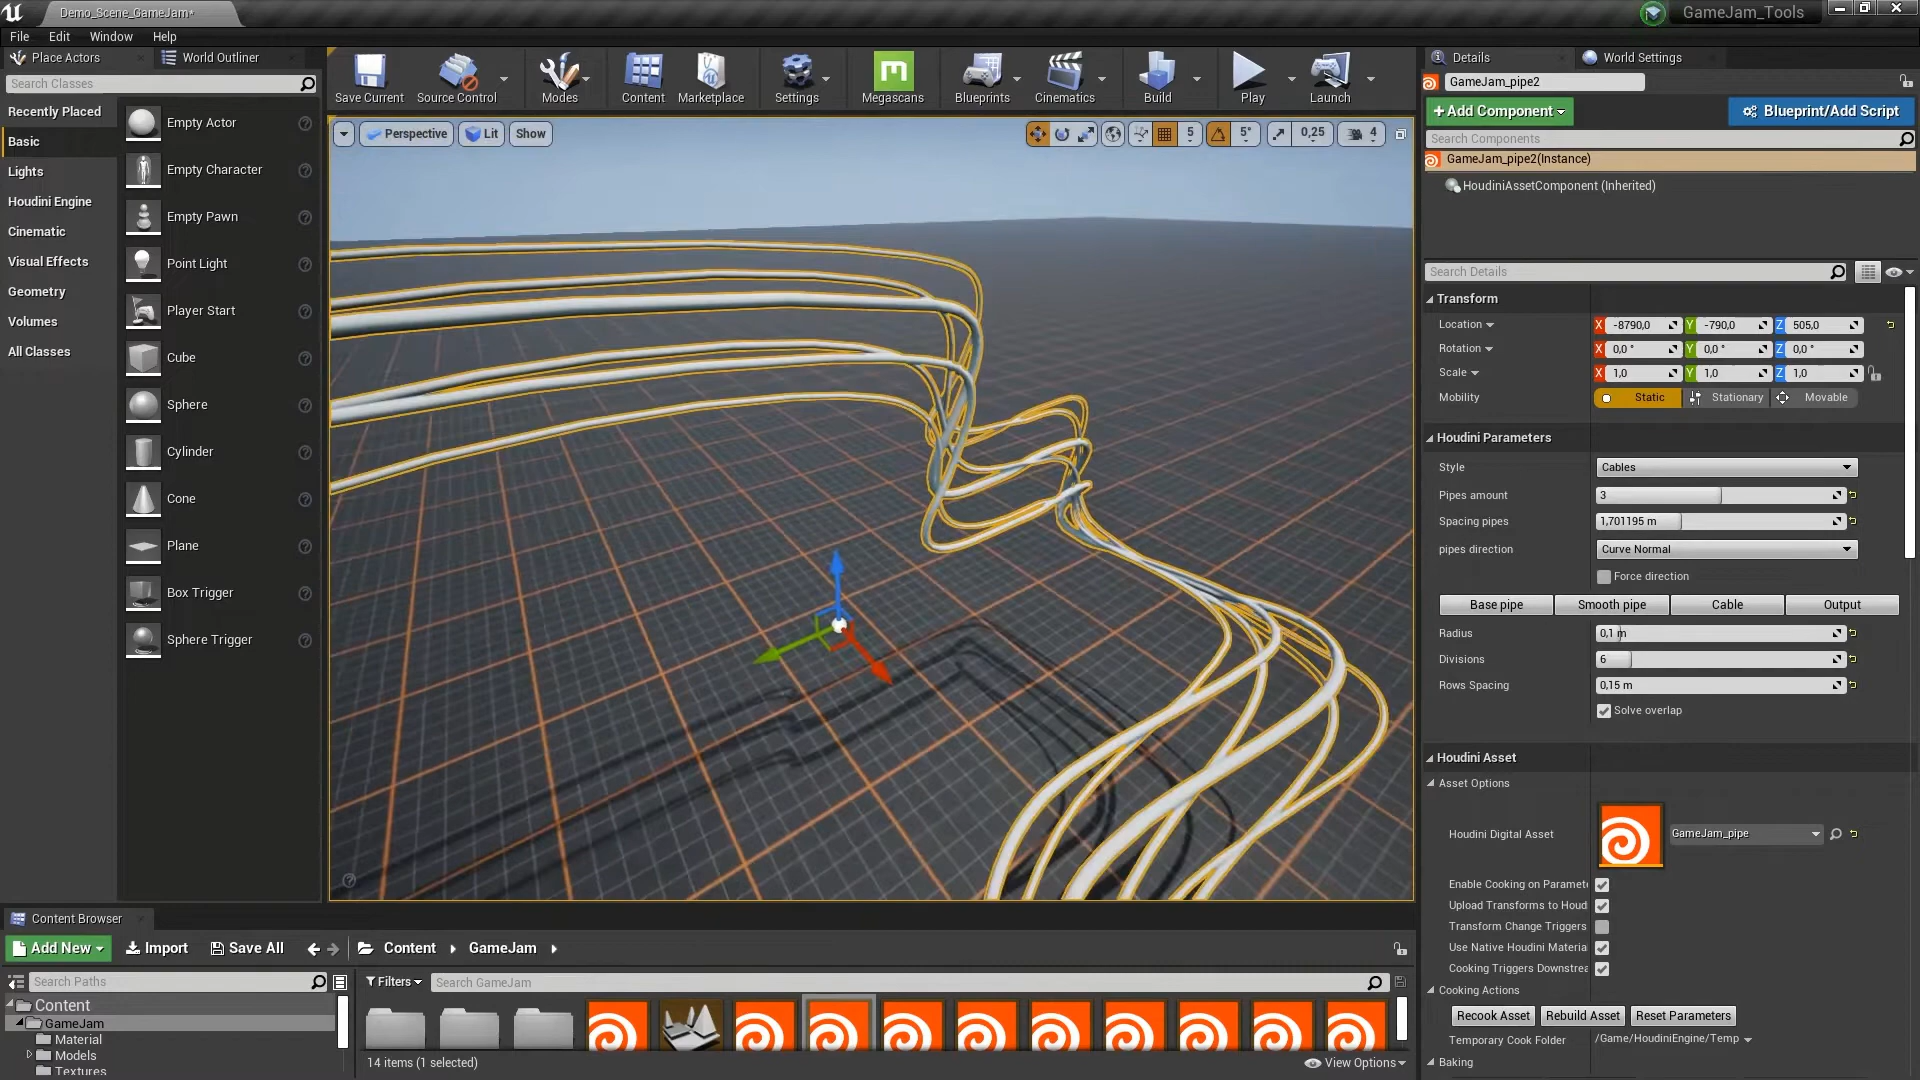 Demo_Scene_GameJam*
GameJam_Tools
File Edit Window Help
Place Actors
World Outliner
Search Classes
Recently Placed
Basic
Lights
Houdini Engine
Cinematic
Visual Effects
Geometry
Volumes
All Classes
Empty Actor
Empty Character
Empty Pawn
Point Light
Player Start
Cube
Sphere
Cylinder
Cone
Plane
Box Trigger
Sphere Trigger
Save Current
Source Control
Modes
Content
Marketplace
Settings
Megascans
Blueprints
Cinematics
Build
Play
Launch
Perspective
Lit
Show
5
5°
0,25
4
Details
World Settings
GameJam_pipe2
+Add Component
Blueprint/Add Script
Search Components
GameJam_pipe2(Instance)
HoudiniAssetComponent (Inherited)
Search Details
Transform
Location X -8790,0 Y -790,0 Z 505,0
Rotation X 0,0 ° Y 0,0 ° Z 0,0 °
Scale X 1,0 Y 1,0 Z 1,0
Mobility Static Stationary Movable
Houdini Parameters
Style Cables
Pipes amount 3
Spacing pipes 1,701195 m
pipes direction Curve Normal
Force direction
Base pipe Smooth pipe Cable Output
Radius 0,1 m
Divisions 6
Rows Spacing 0,15 m
Solve overlap
Houdini Asset
Asset Options
Houdini Digital Asset GameJam_pipe
Enable Cooking on Paramete
Upload Transforms to Houd
Transform Change Triggers
Use Native Houdini Materia
Cooking Triggers Downstrea
Cooking Actions
Recook Asset Rebuild Asset Reset Parameters
Temporary Cook Folder /Game/HoudiniEngine/Temp
Baking
Content Browser
Add New Import Save All Content GameJam
Search Paths
Filters
Search GameJam
Content
GameJam
Material
Models
Textures
14 items (1 selected)
View Options